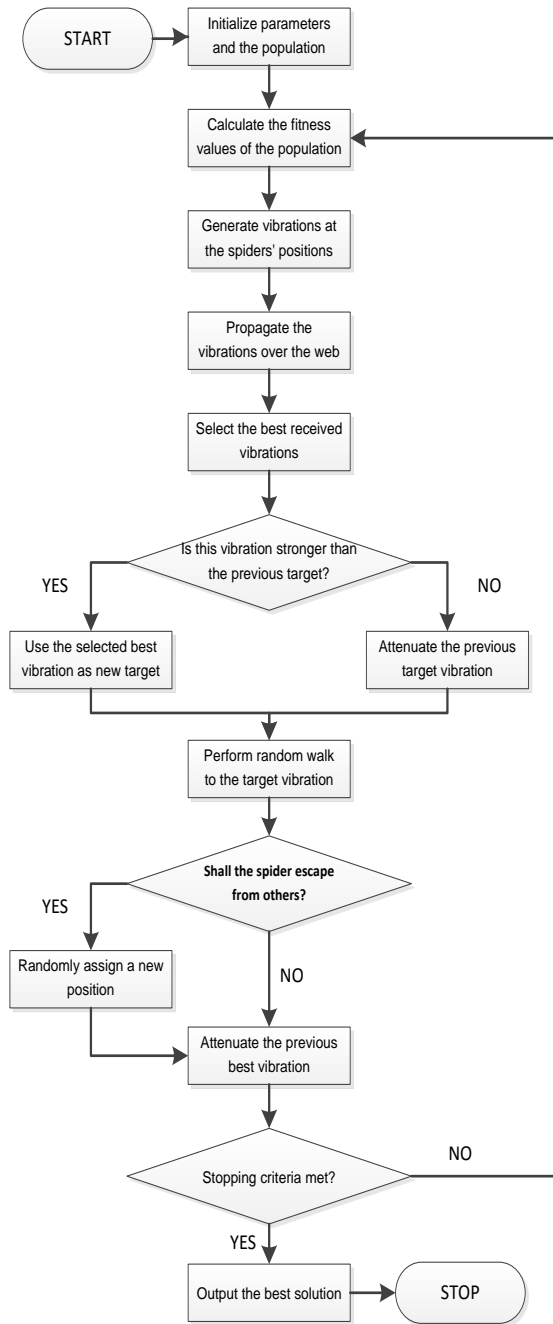 START
Initialize parameters
and the population
Calculate the fitness
values of the population
Generate vibrations at
the spiders' positions
Propagate the
vibrations over the web
Select the best received
vibrations
Is this vibration stronger than
the previous target?
YES
NO
Use the selected best
vibration as new target
Attenuate the previous
target vibration
Perform random walk
to the target vibration
Shall the spider escape
from others?
YES
Randomly assign a new
position
NO
Attenuate the previous
best vibration
Stopping criteria met?
NO
YES
Output the best solution
STOP